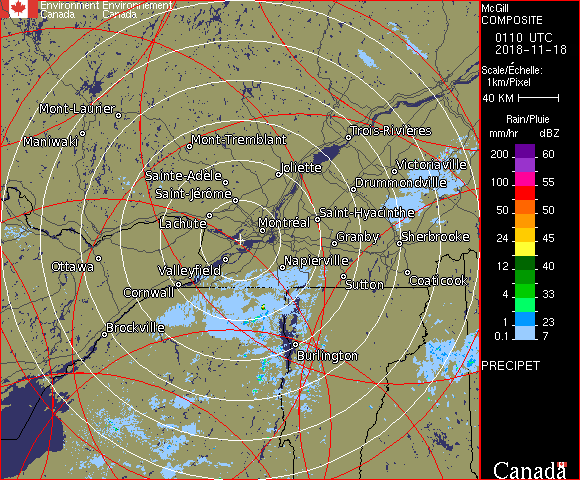 Environment Environnement
Canada Canada
McGill
COMPOSITE
0110 UTC
2018-11-18
Scale/Échelle:
1km/Pixel
40 KM
Rain/Pluie
mm/hr dBZ
200 60
100 55
50 50
24 45
12 40
4 33
1 23
0.1 7
PRECIPET
Canada
Mont-Laurier
Maniwaki
Mont-Tremblant
Trois-Rivières
Joliette
Victoriaville
Sainte-Adèle
Drummondville
Saint-Jérôme
Saint-Hyacinthe
Lachute
Montréal
Granby
Sherbrooke
Ottawa
Valleyfield
Napierville
Cornwall
Sutton
Coaticook
Brockville
Burlington